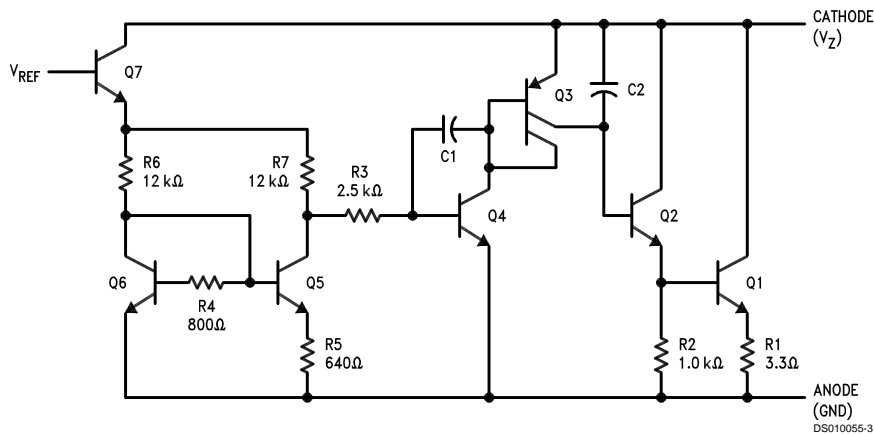 CATHODE
(VZ)
VREF
Q7
Q3
C2
C1
R6
12 kΩ
R7
12 kΩ
R3
2.5 kΩ
Q4
Q2
Q6
R4
800Ω
Q5
Q1
R5
640Ω
R2
1.0 kΩ
R1
3.3Ω
ANODE
(GND)
DS010055-3